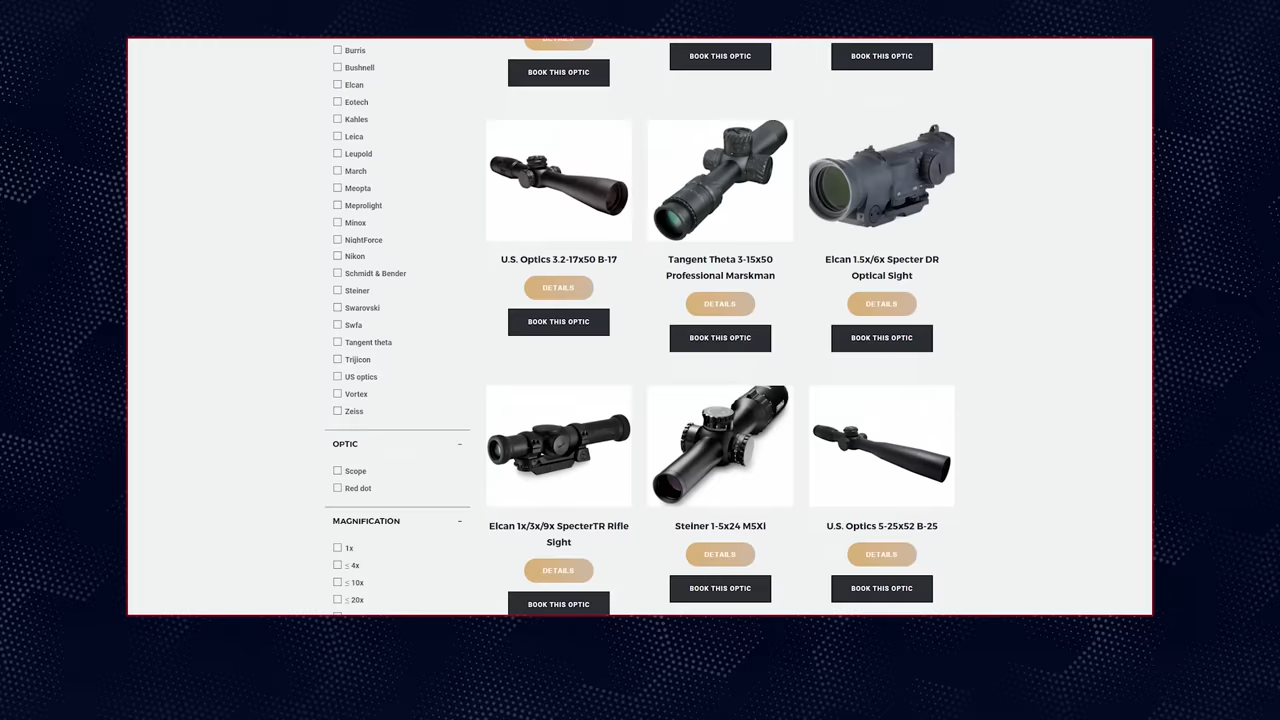 Burris
Bushnell
Elcan
Eotech
Kahles
Leica
Leupold
March
Meopta
Meprolight
Minox
NightForce
Nikon
Schmidt & Bender
Steiner
Swarovski
Swfa
Tangent theta
Trijicon
US optics
Vortex
Zeiss
OPTIC –
Scope
Red dot
MAGNIFICATION –
1x
≤ 4x
≤ 10x
≤ 20x
DETAILS
BOOK THIS OPTIC
BOOK THIS OPTIC
BOOK THIS OPTIC
U.S. Optics 3.2-17x50 B-17
DETAILS
BOOK THIS OPTIC
Tangent Theta 3-15x50
Professional Marskman
DETAILS
BOOK THIS OPTIC
Elcan 1.5x/6x Specter DR
Optical Sight
DETAILS
BOOK THIS OPTIC
Elcan 1x/3x/9x SpecterTR Rifle
Sight
DETAILS
BOOK THIS OPTIC
Steiner 1-5x24 M5Xi
DETAILS
BOOK THIS OPTIC
U.S. Optics 5-25x52 B-25
DETAILS
BOOK THIS OPTIC